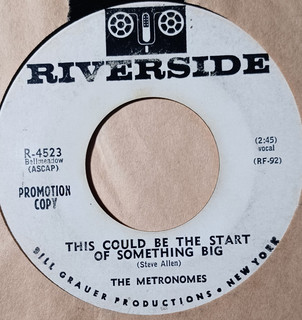 RIVERSIDE
R-4523
Ballmeadow
(ASCAP)
(2:45)
vocal
(RF-92)
PROMOTION
COPY
THIS COULD BE THE START
OF SOMETHING BIG
(Steve Allen)
THE METRONOMES
BILL GRAUER PRODUCTIONS • NEW YORK